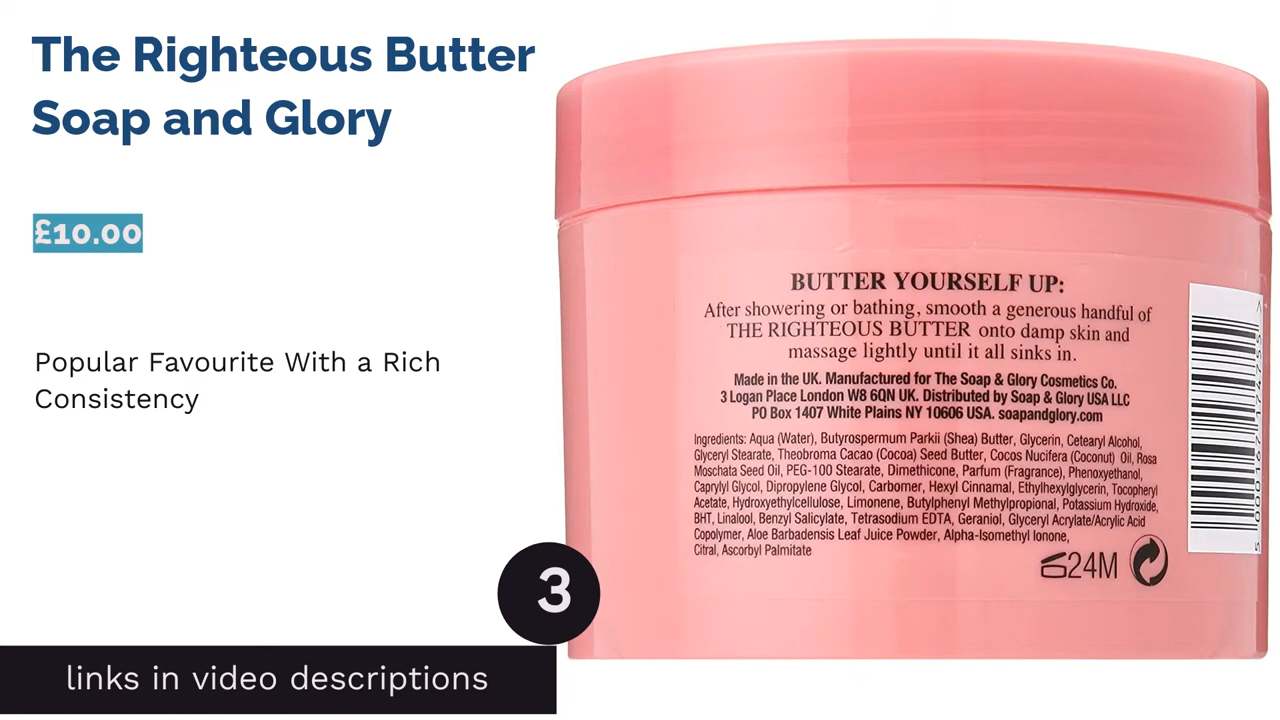 The Righteous Butter
Soap and Glory
£10.00
Popular Favourite With a Rich
Consistency
BUTTER YOURSELF UP:
After showering or bathing, smooth a generous handful of
THE RIGHTEOUS BUTTER onto damp skin and
massage lightly until it all sinks in.
Made in the UK. Manufactured for The Soap & Glory Cosmetics Co.
3 Logan Place London W8 6QN UK. Distributed by Soap & Glory USA LLC
PO Box 1407 White Plains NY 10606 USA. soapandglory.com
Ingredients: Aqua (Water), Butyrospermum Parkii (Shea) Butter, Glycerin, Cetearyl Alcohol,
Glyceryl Stearate, Theobroma Cacao (Cocoa) Seed Butter, Cocos Nucifera (Coconut) Oil, Rosa
Moschata Seed Oil, PEG-100 Stearate, Dimethicone, Parfum (Fragrance), Phenoxyethanol,
Caprylyl Glycol, Dipropylene Glycol, Carbomer, Hexyl Cinnamal, Ethylhexylglycerin, Tocopheryl
Acetate, Hydroxyethylcellulose, Limonene, Butylphenyl Methylpropional, Potassium Hydroxide,
BHT, Linalool, Benzyl Salicylate, Tetrasodium EDTA, Geraniol, Glyceryl Acrylate/Acrylic Acid
Copolymer, Aloe Barbadensis Leaf Juice Powder, Alpha-Isomethyl Ionone,
Citral, Ascorbyl Palmitate
24M
3
links in video descriptions